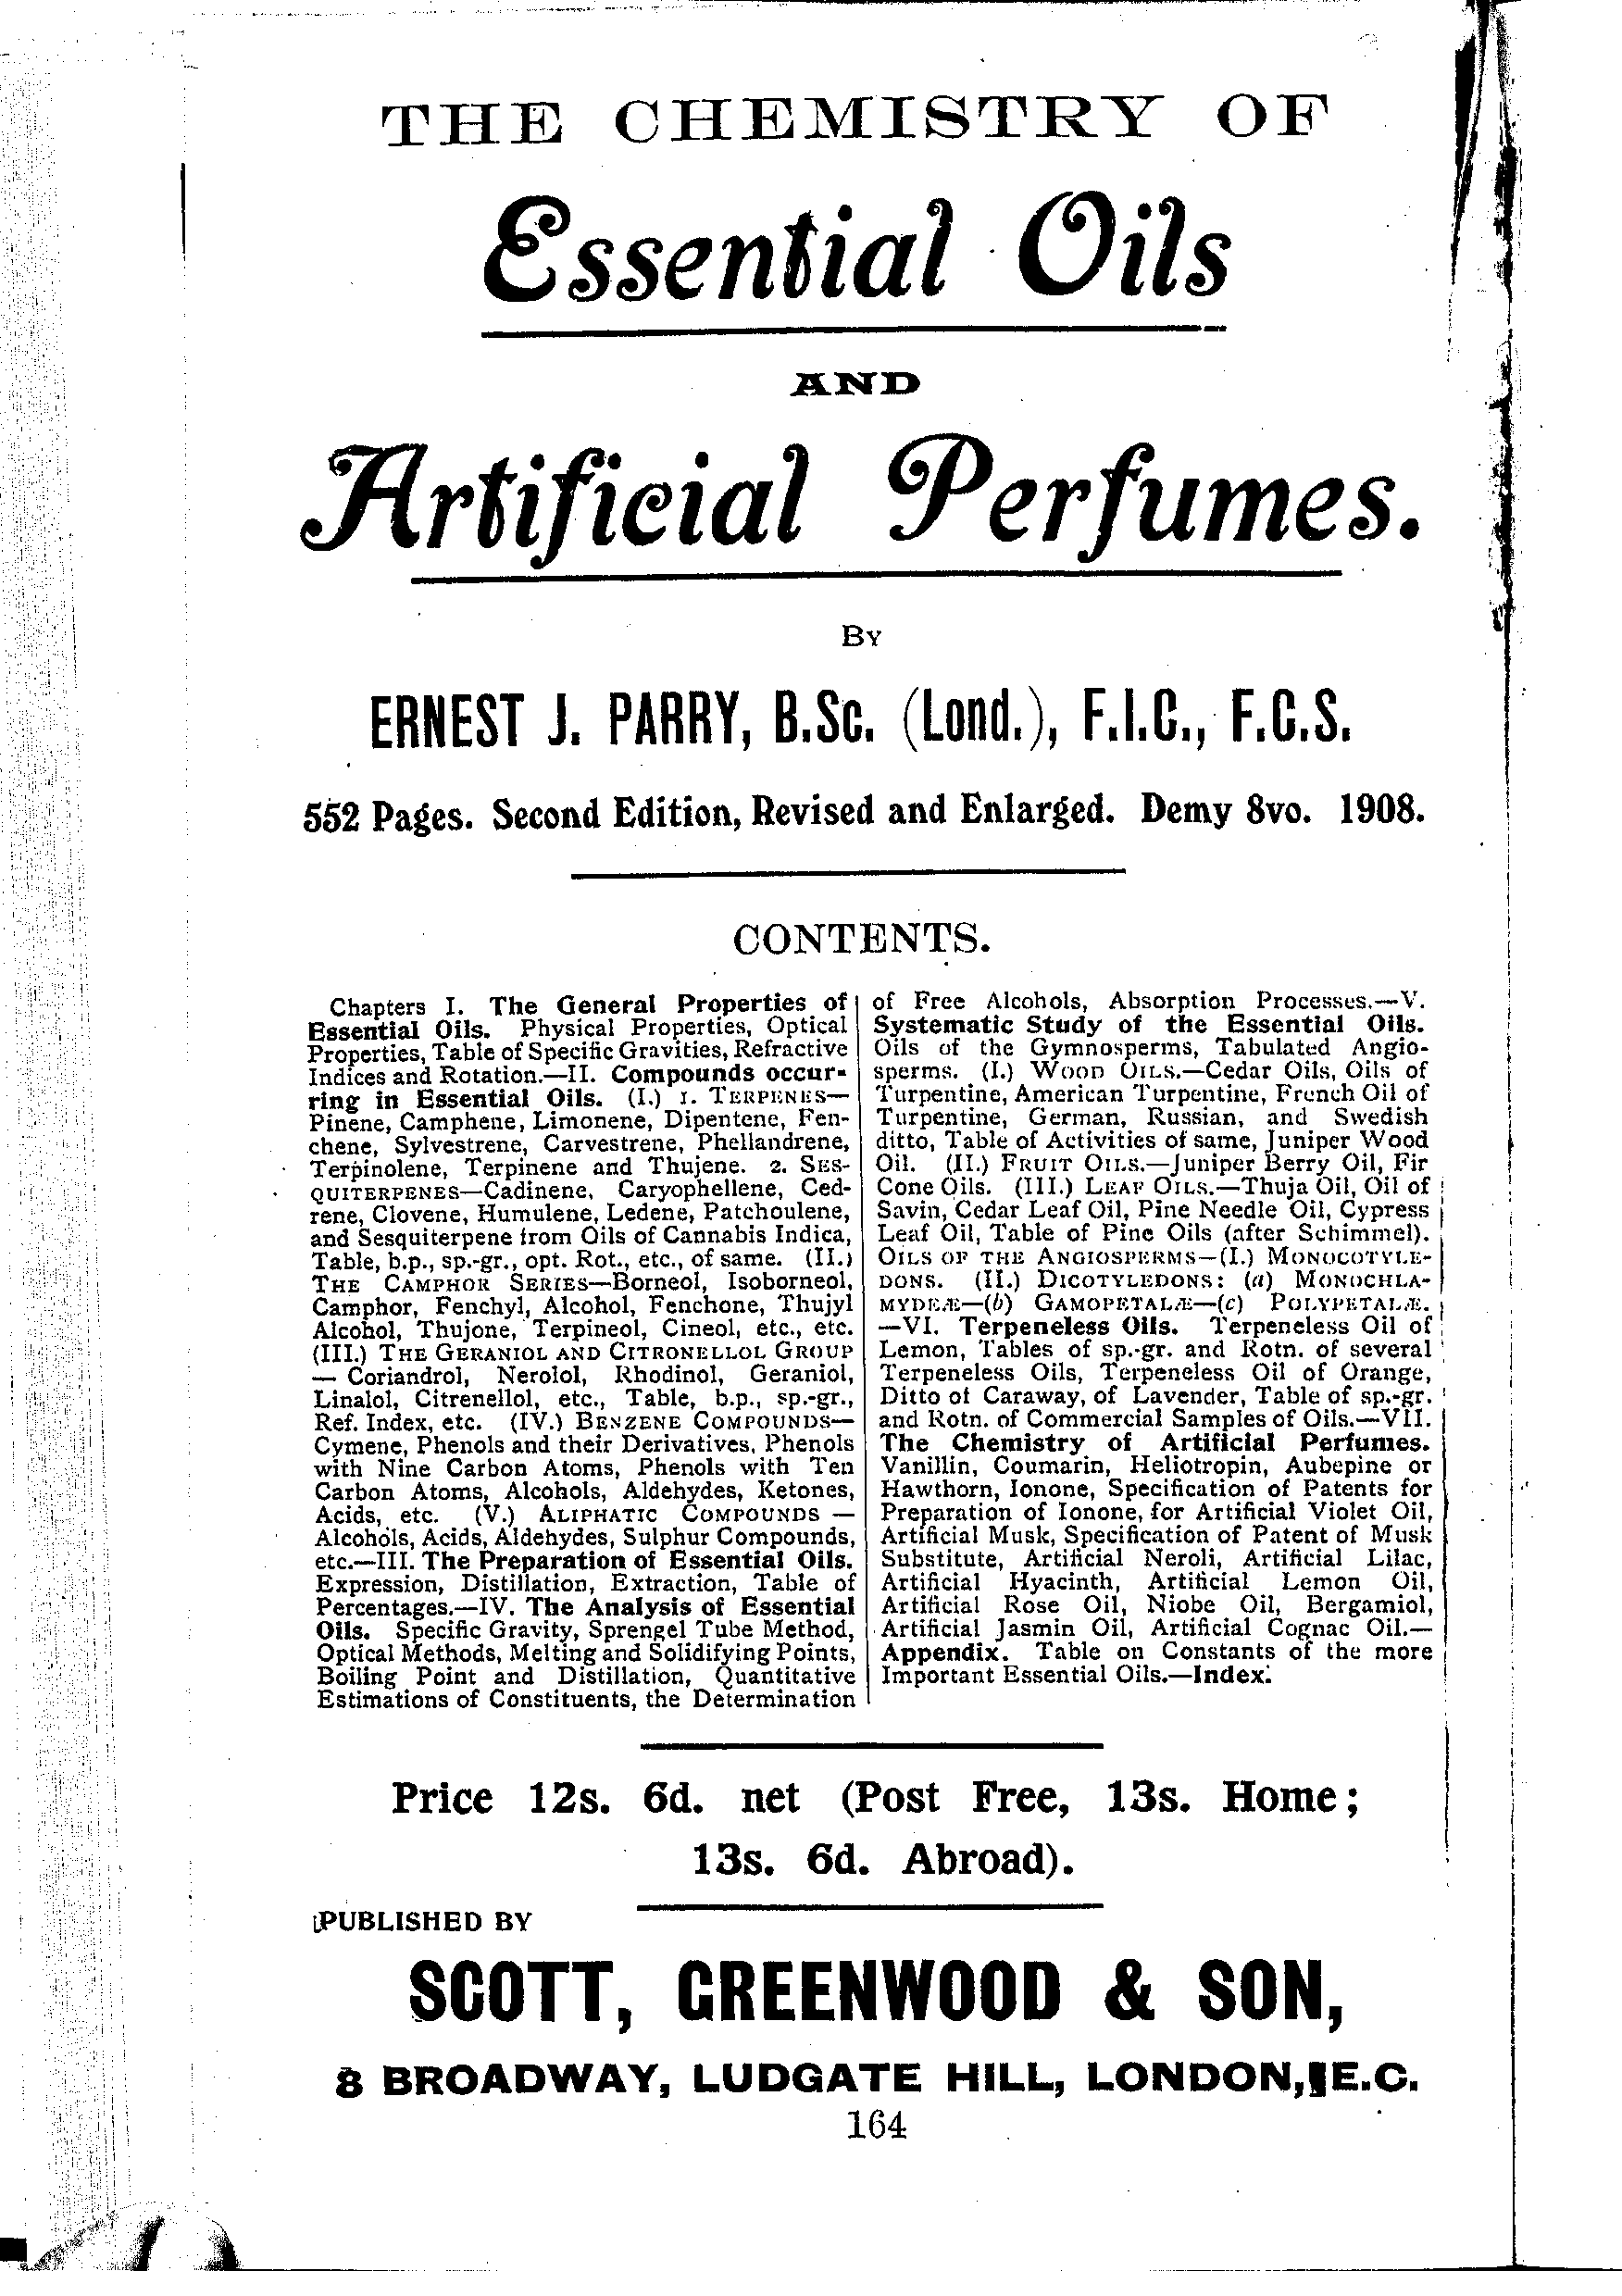 THE CHEMISTRY OF
Essential Oils
AND
Artificial Perfumes.
BY
ERNEST J. PARRY, B.Sc. (Lond.), F.I.C., F.C.S.
552 Pages. Second Edition, Revised and Enlarged. Demy 8vo. 1908.
CONTENTS.
Chapters I. The General Properties of
Essential Oils. Physical Properties, Optical
Properties, Table of Specific Gravities, Refractive
Indices and Rotation.—II. Compounds occur-
ring in Essential Oils. (I.) 1. TERPENES—
Pinene, Camphene, Limonene, Dipentene, Fen-
chene, Sylvestrene, Carvestrene, Phellandrene,
Terpinolene, Terpinene and Thujene. 2. SES-
QUITERPENES—Cadinene, Caryophellene, Ced-
rene, Clovene, Humulene, Ledene, Patchoulene,
and Sesquiterpene from Oils of Cannabis Indica,
Table, b.p., sp.-gr., opt. Rot., etc., of same. (II.)
THE CAMPHOR SERIES—Borneol, Isoborneol,
Camphor, Fenchyl, Alcohol, Fenchone, Thujyl
Alcohol, Thujone, Terpineol, Cineol, etc., etc.
(III.) THE GERANIOL AND CITRONELLOL GROUP
— Coriandrol, Nerolol, Rhodinol, Geraniol,
Linalol, Citrenellol, etc., Table, b.p., sp.-gr.,
Ref. Index, etc. (IV.) BENZENE COMPOUNDS—
Cymene, Phenols and their Derivatives, Phenols
with Nine Carbon Atoms, Phenols with Ten
Carbon Atoms, Alcohols, Aldehydes, Ketones,
Acids, etc. (V.) ALIPHATIC COMPOUNDS —
Alcohols, Acids, Aldehydes, Sulphur Compounds,
etc.—III. The Preparation of Essential Oils.
Expression, Distillation, Extraction, Table of
Percentages.—IV. The Analysis of Essential
Oils. Specific Gravity, Sprengel Tube Method,
Optical Methods, Melting and Solidifying Points,
Boiling Point and Distillation, Quantitative
Estimations of Constituents, the Determination
of Free Alcohols, Absorption Processes.—V.
Systematic Study of the Essential Oils.
Oils of the Gymnosperms, Tabulated Angio-
sperms. (I.) WOOD OILS.—Cedar Oils, Oils of
Turpentine, American Turpentine, French Oil of
Turpentine, German, Russian, and Swedish
ditto, Table of Activities of same, Juniper Wood
Oil. (II.) FRUIT OILS.—Juniper Berry Oil, Fir
Cone Oils. (III.) LEAF OILS.—Thuja Oil, Oil of
Savin, Cedar Leaf Oil, Pine Needle Oil, Cypress
Leaf Oil, Table of Pine Oils (after Schimmel).
OILS OF THE ANGIOSPERMS—(I.) MONOCOTYLE-
DONS. (II.) DICOTYLEDONS: (a) MONOCHLA-
MYDEÆ—(b) GAMOPETALÆ—(c) POLYPETALÆ.
—VI. Terpeneless Oils. Terpeneless Oil of
Lemon, Tables of sp.-gr. and Rotn. of several
Terpeneless Oils, Terpeneless Oil of Orange,
Ditto of Caraway, of Lavender, Table of sp.-gr.
and Rotn. of Commercial Samples of Oils.—VII.
The Chemistry of Artificial Perfumes.
Vanillin, Coumarin, Heliotropin, Aubepine or
Hawthorn, Ionone, Specification of Patents for
Preparation of Ionone, for Artificial Violet Oil,
Artificial Musk, Specification of Patent of Musk
Substitute, Artificial Neroli, Artificial Lilac,
Artificial Hyacinth, Artificial Lemon Oil,
Artificial Rose Oil, Niobe Oil, Bergamiol,
Artificial Jasmin Oil, Artificial Cognac Oil.—
Appendix. Table on Constants of the more
Important Essential Oils.—Index.
Price 12s. 6d. net (Post Free, 13s. Home;
13s. 6d. Abroad).
PUBLISHED BY
SCOTT, GREENWOOD & SON,
8 BROADWAY, LUDGATE HILL, LONDON, E.C.
164